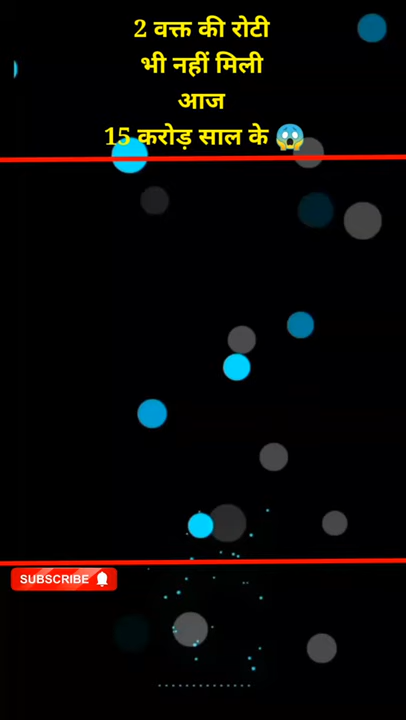 2 वक्त की रोटी
भी नहीं मिली
आज
15 करोड़ साल के 😱
SUBSCRIBE